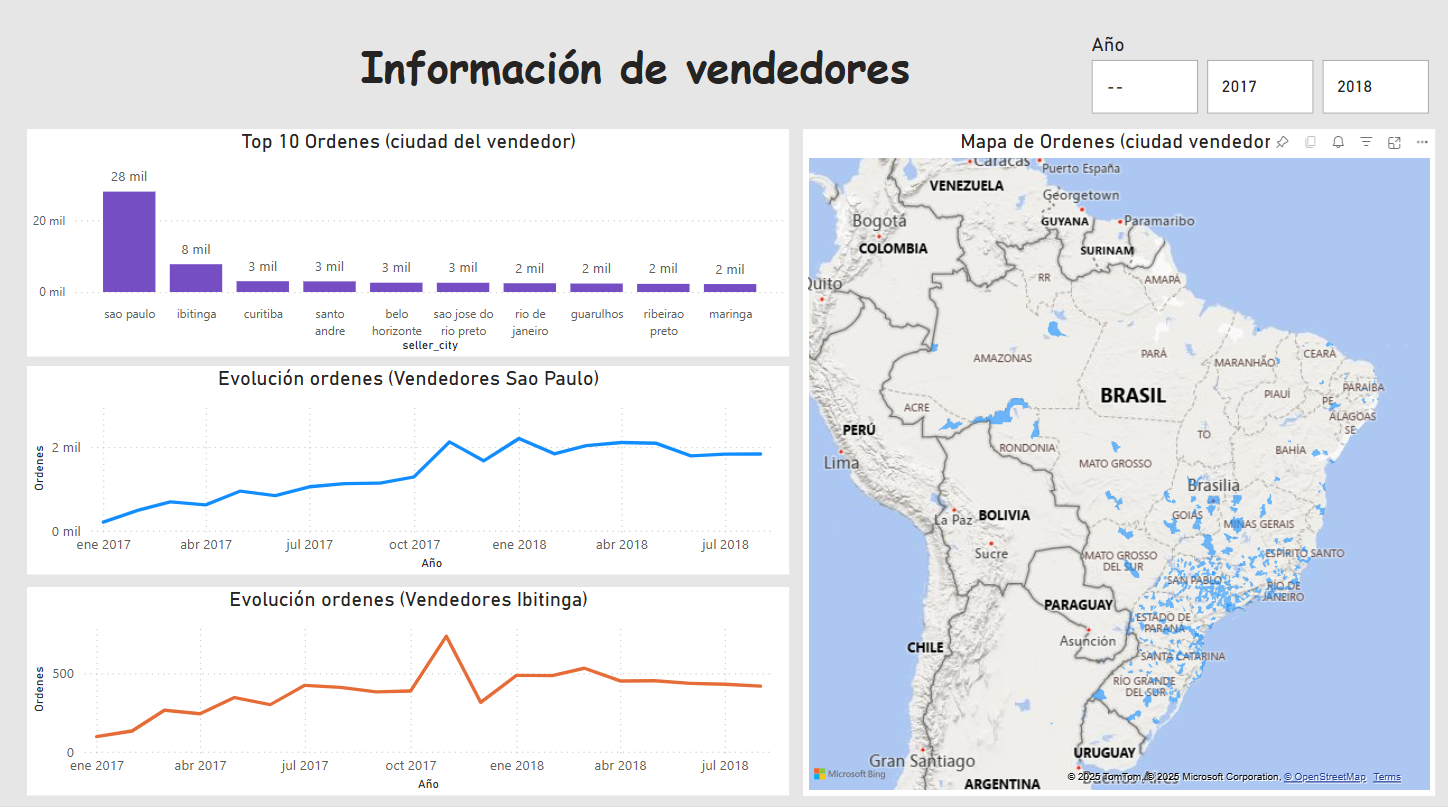 Información de vendedores
Año
--
2017
2018
Top 10 Ordenes (ciudad del vendedor)
28 mil
20 mil
8 mil
3 mil
3 mil
3 mil
3 mil
2 mil
2 mil
2 mil
2 mil
0 mil
sao paulo
ibitinga
curitiba
santo
andre
belo
horizonte
sao jose do
rio preto
rio de
janeiro
guarulhos
ribeirao
preto
maringa
seller_city
Evolución ordenes (Vendedores Sao Paulo)
Ordenes
2 mil
0 mil
ene 2017
abr 2017
jul 2017
oct 2017
ene 2018
abr 2018
jul 2018
Año
Evolución ordenes (Vendedores Ibitinga)
Ordenes
500
0
ene 2017
abr 2017
jul 2017
oct 2017
ene 2018
abr 2018
jul 2018
Año
Mapa de Ordenes (ciudad vendedor
Caracas
Puerto España
VENEZUELA
Georgetown
Bogotá
GUYANA
Paramaribo
COLOMBIA
SURINAM
RR
AMAPÁ
Quito
AMAZONAS
PARÁ
MARANHÃO
CEARÁ
BRASIL
PIAUÍ
PARAÍBA
PE
ACRE
ALAGOAS
SE
PERÚ
TO
RONDONIA
BAHÍA
Lima
MATO GROSSO
Brasilia
La Paz
BOLIVIA
GOIÁS
MINAS GERAIS
Sucre
MATO GROSSO
DEL SUR
ESPÍRITO SANTO
SAN PABLO
RÍO DE
JANEIRO
PARAGUAY
ESTADO DE
PARANÁ
Asunción
CHILE
SANTA CATARINA
RÍO GRANDE
DEL SUR
URUGUAY
Gran Santiago
Buenos Aires
ARGENTINA
Microsoft Bing
© 2025 TomTom, © 2025 Microsoft Corporation, © OpenStreetMap Terms